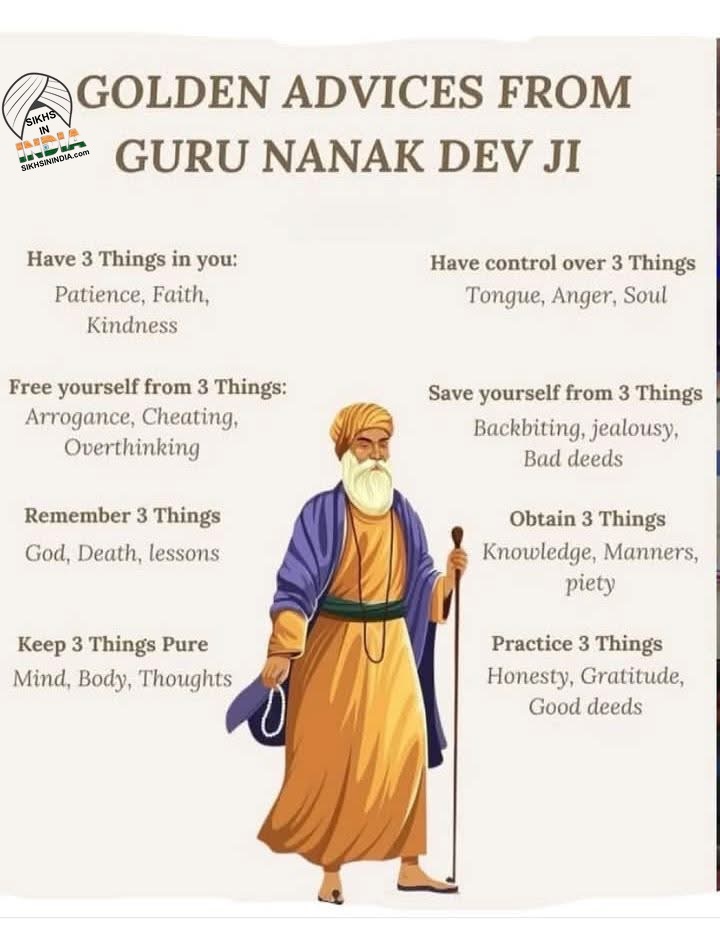 SIKHS
IN
INDIA
SIKHSININDIA.com
GOLDEN ADVICES FROM
GURU NANAK DEV JI
Have 3 Things in you:
Patience, Faith,
Kindness
Have control over 3 Things
Tongue, Anger, Soul
Free yourself from 3 Things:
Arrogance, Cheating,
Overthinking
Save yourself from 3 Things
Backbiting, jealousy,
Bad deeds
Remember 3 Things
God, Death, lessons
Obtain 3 Things
Knowledge, Manners,
piety
Keep 3 Things Pure
Mind, Body, Thoughts
Practice 3 Things
Honesty, Gratitude,
Good deeds